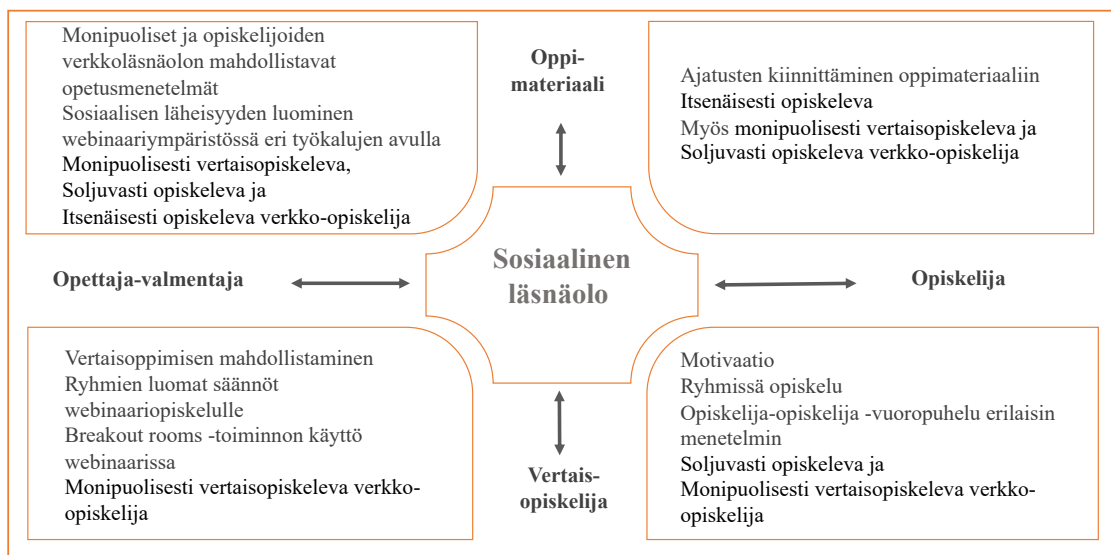 Monipuoliset ja opiskelijoiden
verkkoläsnäolon mahdollistavat
opetusmenetelmät
Sosiaalisen läheisyyden luominen
webinaariympäristössä eri työkalujen avulla
Monipuolisesti vertaisopiskeleva,
Soljuvasti opiskeleva ja
Itsenäisesti opiskeleva verkko-opiskelija
Oppi-
materiaali
Ajatusten kiinnittäminen oppimateriaaliin
Itsenäisesti opiskeleva
Myös monipuolisesti vertaisopiskeleva ja
Soljuvasti opiskeleva verkko-opiskelija
Opettaja-valmentaja
Sosiaalinen
läsnäolo
Opiskelija
Vertaisoppimisen mahdollistaminen
Ryhmien luomat säännöt
webinaariopiskelulle
Breakout rooms -toiminnon käyttö
webinaarissa
Monipuolisesti vertaisopiskeleva verkko-
opiskelija
Vertais-
opiskelija
Motivaatio
Ryhmissä opiskelu
Opiskelija-opiskelija -vuoropuhelu erilaisin
menetelmin
Soljuvasti opiskeleva ja
Monipuolisesti vertaisopiskeleva verkko-
opiskelija